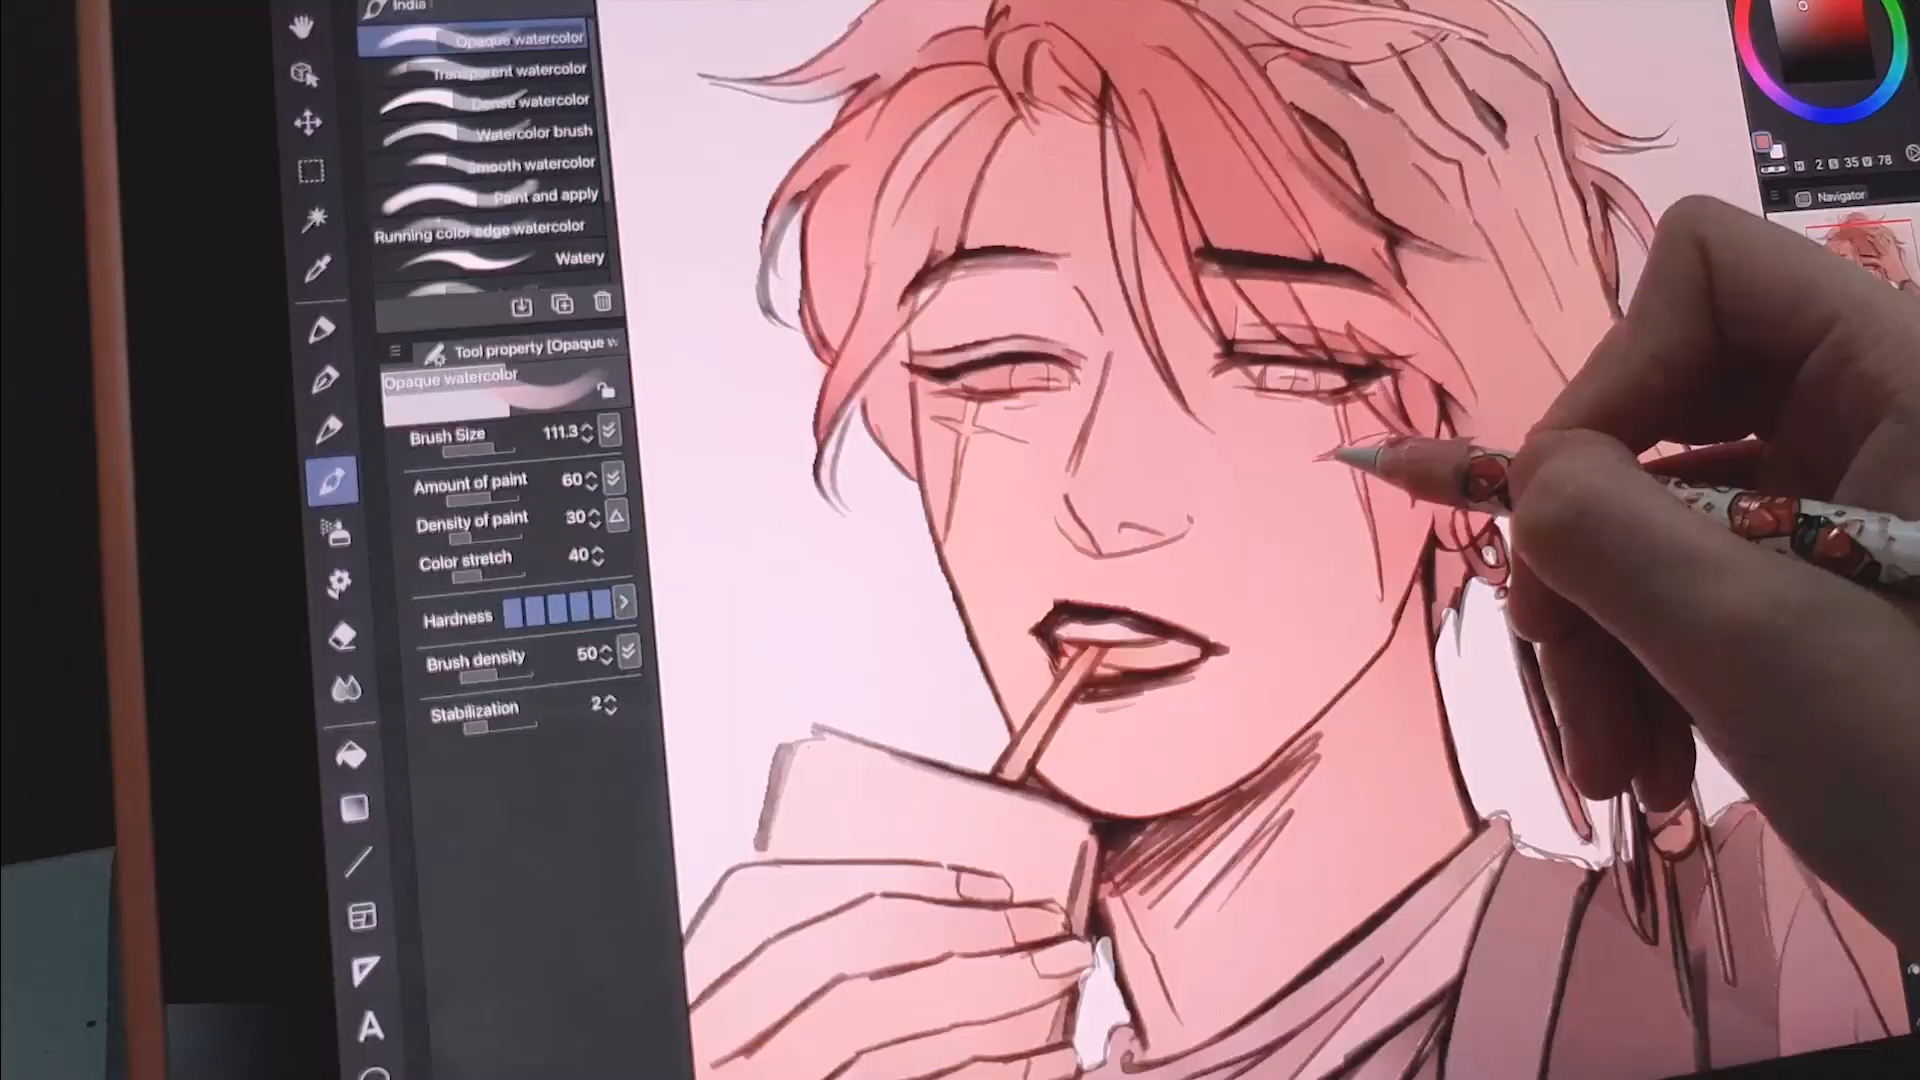 India
Opaque watercolor
Transparent watercolor
Dense watercolor
Watercolor brush
Smooth watercolor
Paint and apply
Running color edge watercolor
Watery
Tool property [Opaque w
Opaque watercolor
Brush Size 111.3
Amount of paint 60
Density of paint 30
Color stretch 40
Hardness
Brush density 50
Stabilization 2
H 2 S 35 V 78
Navigator